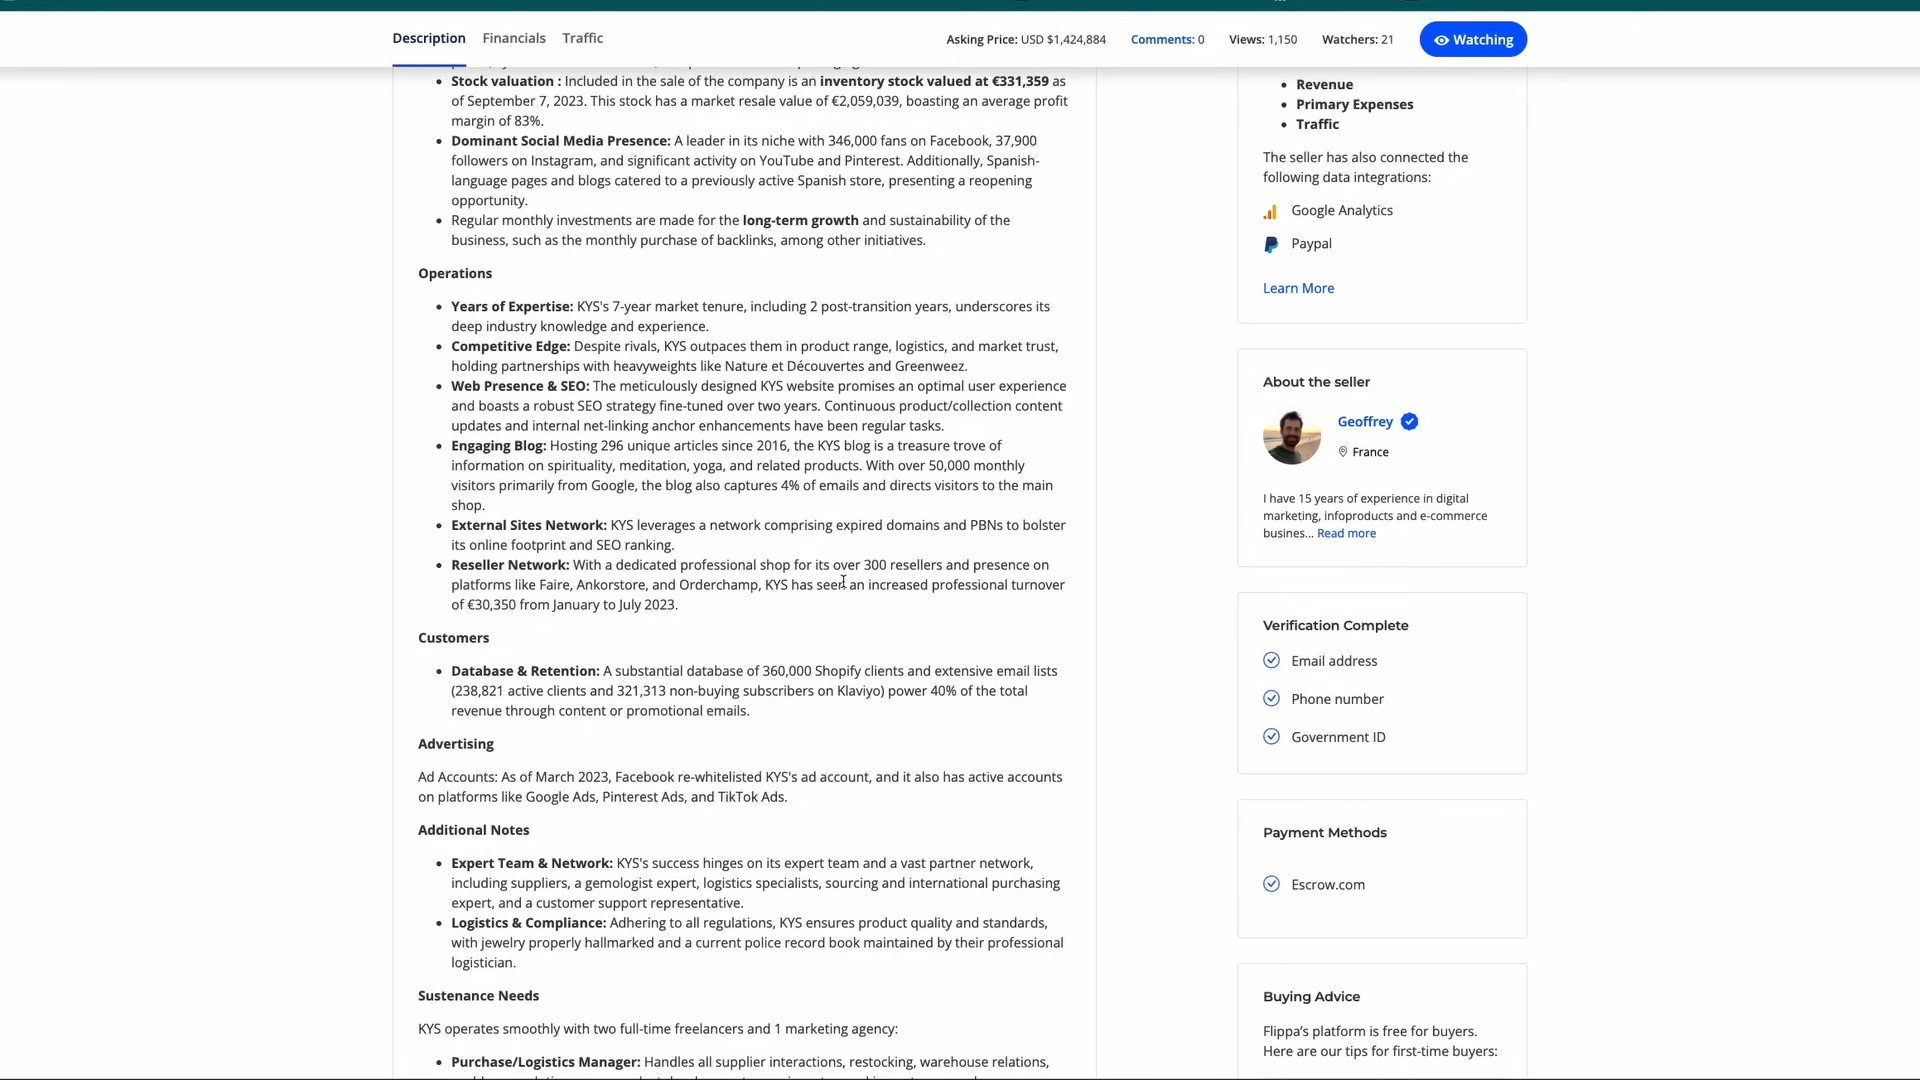 Description
Financials
Traffic
Asking Price: USD $1,424,884
Comments: 0
Views: 1,150
Watchers: 21
Watching
• Stock valuation : Included in the sale of the company is an inventory stock valued at €331,359 as
of September 7, 2023. This stock has a market resale value of €2,059,039, boasting an average profit
margin of 83%.
• Dominant Social Media Presence: A leader in its niche with 346,000 fans on Facebook, 37,900
followers on Instagram, and significant activity on YouTube and Pinterest. Additionally, Spanish-
language pages and blogs catered to a previously active Spanish store, presenting a reopening
opportunity.
• Regular monthly investments are made for the long-term growth and sustainability of the
business, such as the monthly purchase of backlinks, among other initiatives.
Operations
• Years of Expertise: KYS's 7-year market tenure, including 2 post-transition years, underscores its
deep industry knowledge and experience.
• Competitive Edge: Despite rivals, KYS outpaces them in product range, logistics, and market trust,
holding partnerships with heavyweights like Nature et Découvertes and Greenweez.
• Web Presence & SEO: The meticulously designed KYS website promises an optimal user experience
and boasts a robust SEO strategy fine-tuned over two years. Continuous product/collection content
updates and internal net-linking anchor enhancements have been regular tasks.
• Engaging Blog: Hosting 296 unique articles since 2016, the KYS blog is a treasure trove of
information on spirituality, meditation, yoga, and related products. With over 50,000 monthly
visitors primarily from Google, the blog also captures 4% of emails and directs visitors to the main
shop.
• External Sites Network: KYS leverages a network comprising expired domains and PBNs to bolster
its online footprint and SEO ranking.
• Reseller Network: With a dedicated professional shop for its over 300 resellers and presence on
platforms like Faire, Ankorstore, and Orderchamp, KYS has seen an increased professional turnover
of €30,350 from January to July 2023.
Customers
• Database & Retention: A substantial database of 360,000 Shopify clients and extensive email lists
(238,821 active clients and 321,313 non-buying subscribers on Klaviyo) power 40% of the total
revenue through content or promotional emails.
Advertising
Ad Accounts: As of March 2023, Facebook re-whitelisted KYS's ad account, and it also has active accounts
on platforms like Google Ads, Pinterest Ads, and TikTok Ads.
Additional Notes
• Expert Team & Network: KYS's success hinges on its expert team and a vast partner network,
including suppliers, a gemologist expert, logistics specialists, sourcing and international purchasing
expert, and a customer support representative.
• Logistics & Compliance: Adhering to all regulations, KYS ensures product quality and standards,
with jewelry properly hallmarked and a current police record book maintained by their professional
logistician.
Sustenance Needs
KYS operates smoothly with two full-time freelancers and 1 marketing agency:
• Purchase/Logistics Manager: Handles all supplier interactions, restocking, warehouse relations,
• Revenue
• Primary Expenses
• Traffic
The seller has also connected the
following data integrations:
Google Analytics
Paypal
Learn More
About the seller
Geoffrey
France
I have 15 years of experience in digital
marketing, infoproducts and e-commerce
busines... Read more
Verification Complete
Email address
Phone number
Government ID
Payment Methods
Escrow.com
Buying Advice
Flippa's platform is free for buyers.
Here are our tips for first-time buyers: